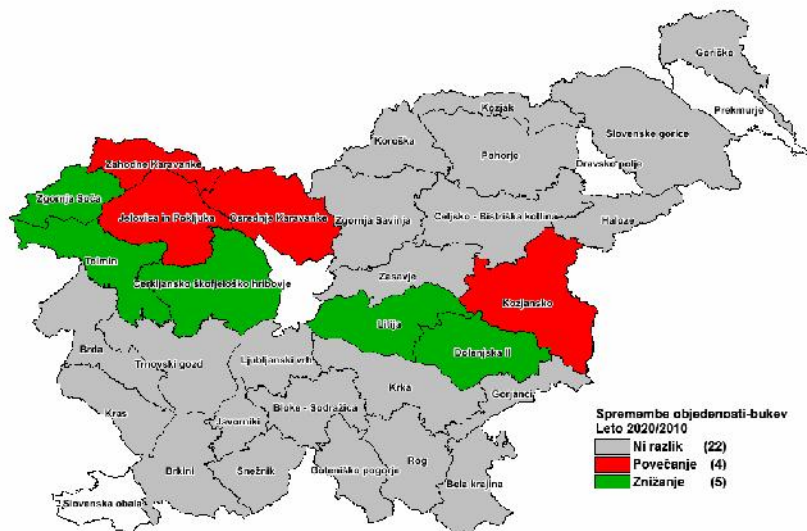 Goričko
Prekmurje
Kozjak
Slovenske gorice
Koroška
Pohorje
Dravsko polje
Zahodne Karavanke
Zgornja Soča
Jelovica in Pokljuka
Osrednje Karavanke
Zgornja Savinja
Celjsko - Bistriška kotlina
Haloze
Tolmin
Cerkljansko škofjeloško hribovje
Zasavje
Kozjansko
Litija
Dolenjska II
Brda
Trnovski gozd
Ljubljanski vrh
Krka
Gorjanci
Kras
Javorniki
Bloke - Sodražica
Brkini
Snežnik
Rog
Bela krajina
Slovenska obala
Spremembe objedenosti-bukev
Leto 2020/2010
Ni razlik (22)
Povečanje (4)
Znižanje (5)